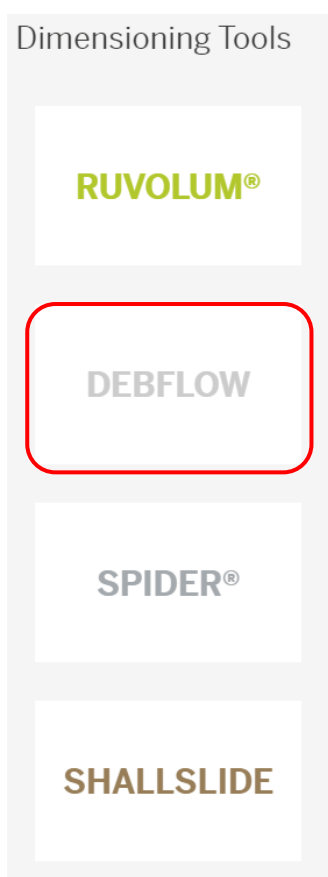 Dimensioning Tools
RUVOLUM®
DEBFLOW
SPIDER®
SHALLSLIDE